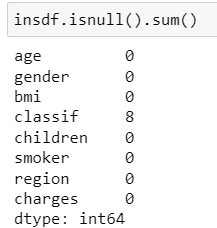 insdf.isnull().sum()
age 0
gender 0
bmi 0
classif 8
children 0
smoker 0
region 0
charges 0
dtype: int64